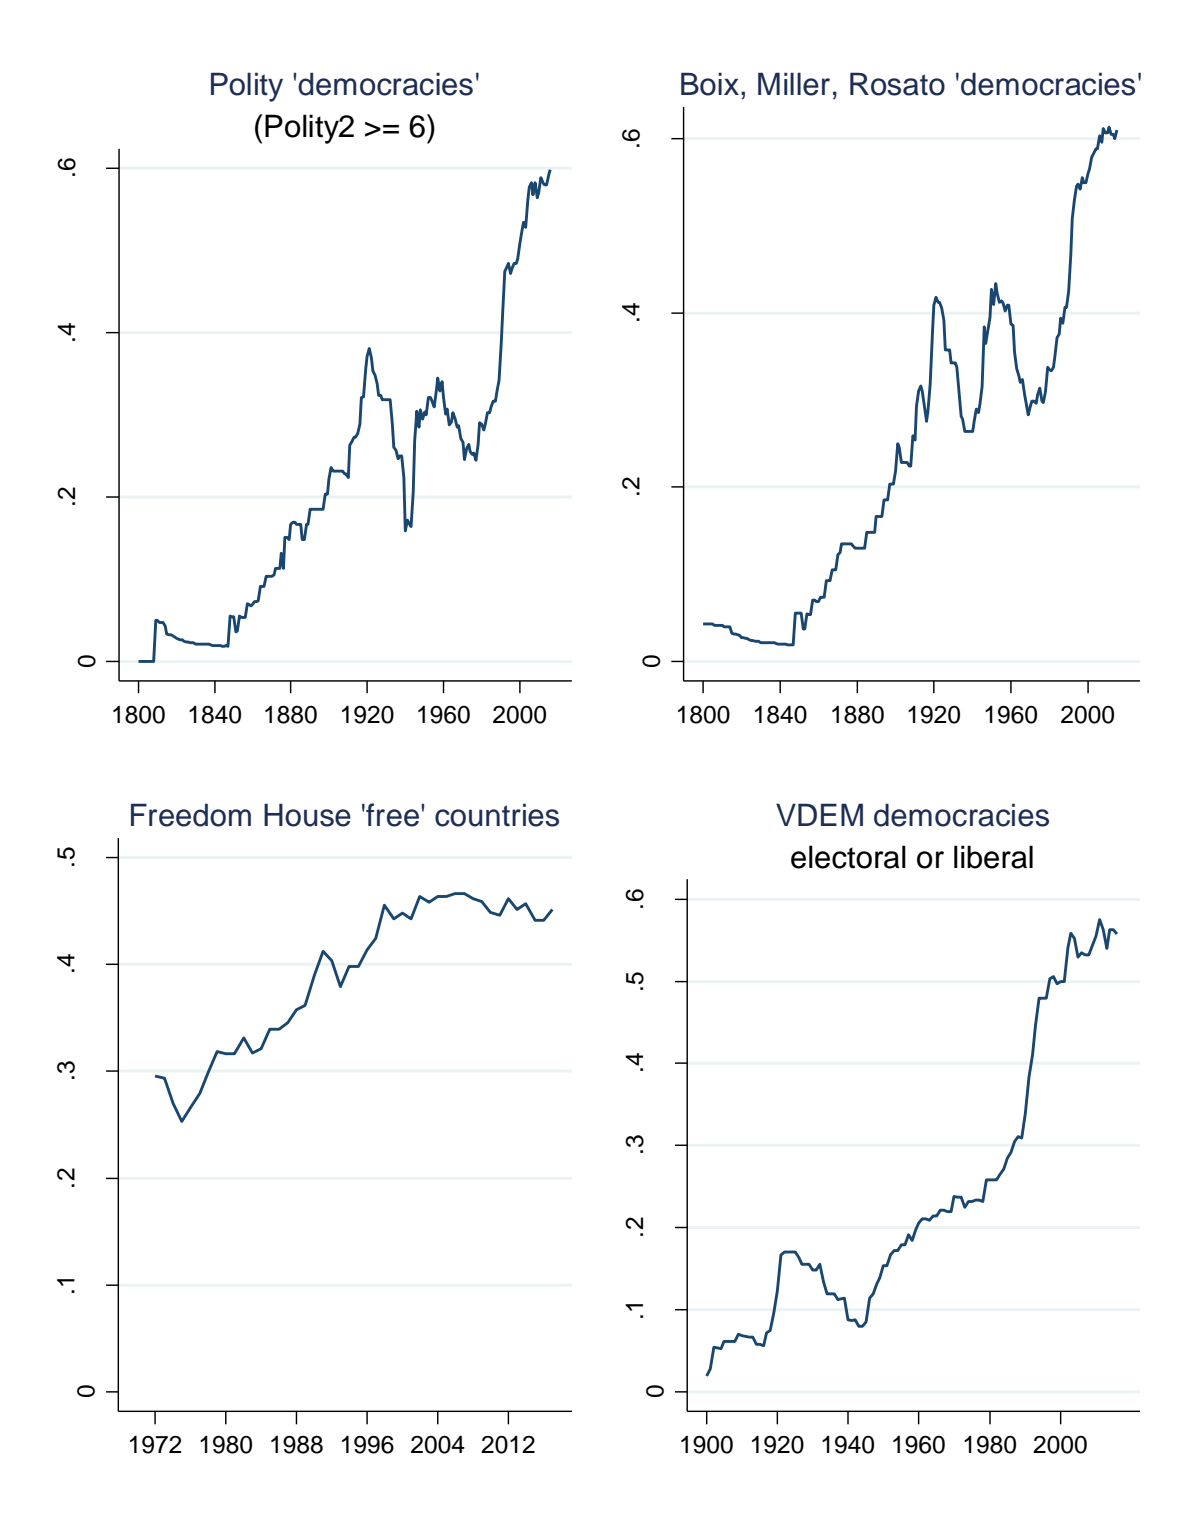 Polity 'democracies'
(Polity2 >= 6)
.6
.4
.2
0
1800 1840 1880 1920 1960 2000
Boix, Miller, Rosato 'democracies'
.6
.4
.2
0
1800 1840 1880 1920 1960 2000
Freedom House 'free' countries
.5
.4
.3
.2
.1
0
1972 1980 1988 1996 2004 2012
VDEM democracies
electoral or liberal
.6
.5
.4
.3
.2
.1
0
1900 1920 1940 1960 1980 2000